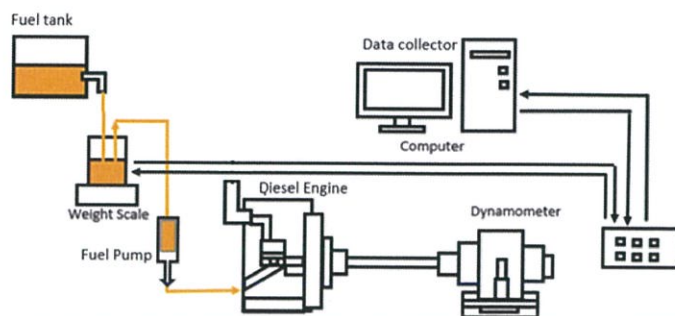 Fuel tank
Data collector
Computer
Weight Scale
Diesel Engine
Dynamometer
Fuel Pump